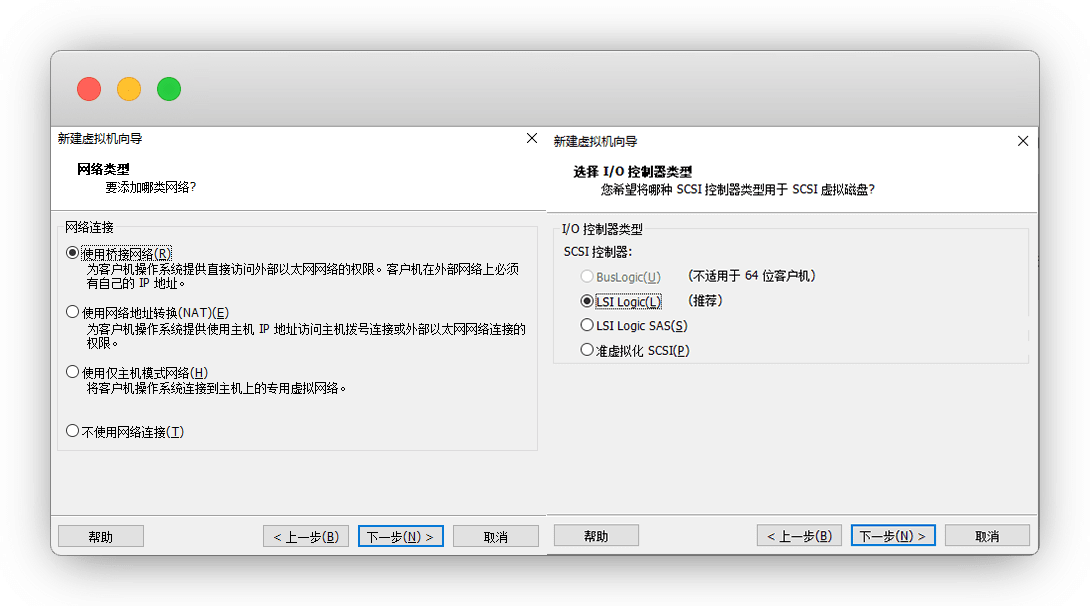 新建虚拟机向导
网络类型
要添加哪类网络?
网络连接
使用桥接网络(R)
为客户机操作系统提供直接访问外部以太网网络的权限。客户机在外部网络上必须
有自己的 IP 地址。
使用网络地址转换(NAT)(E)
为客户机操作系统提供使用主机 IP 地址访问主机拨号连接或外部以太网网络连接的
权限。
使用仅主机模式网络(H)
将客户机操作系统连接到主机上的专用虚拟网络。
不使用网络连接(T)
帮助
< 上一步(B)
下一步(N) >
取消
新建虚拟机向导
选择 I/O 控制器类型
您希望将哪种 SCSI 控制器类型用于 SCSI 虚拟磁盘?
I/O 控制器类型
SCSI 控制器:
BusLogic(U) (不适用于 64 位客户机)
LSI Logic(L) (推荐)
LSI Logic SAS(S)
准虚拟化 SCSI(P)
帮助
< 上一步(B)
下一步(N) >
取消